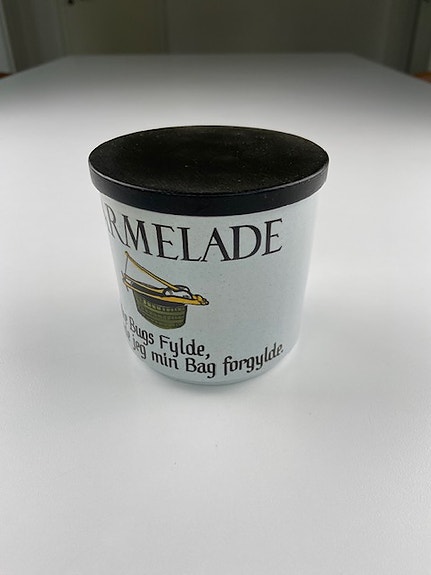 RMELADE
Bugs Fylde,
jeg min Bag forgylde.